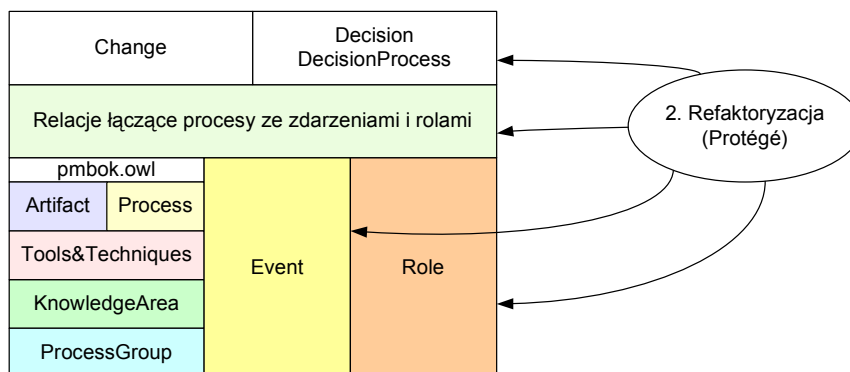 Change
Decision
DecisionProcess
Relacje łączące procesy ze zdarzeniami i rolami
2. Refaktoryzacja
(Protégé)
pmbok.owl
Artifact
Process
Tools&Techniques
Event
Role
KnowledgeArea
ProcessGroup